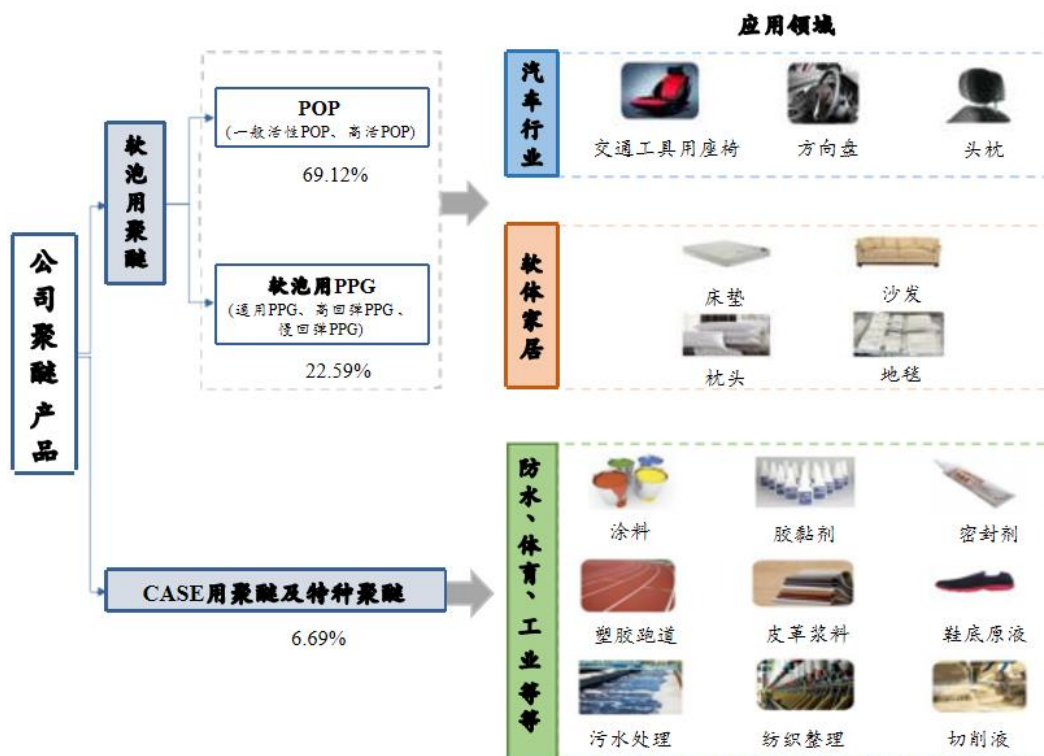 应用领域
公司聚醚产品
软泡用聚醚
POP
(一般活性POP、高活POP)
69.12%
软泡用PPG
(通用PPG、高回弹PPG、
慢回弹PPG)
22.59%
CASE用聚醚及特种聚醚
6.69%
汽车行业
交通工具用座椅
方向盘
头枕
软体家居
床垫
沙发
枕头
地毯
防水、体育、工业等等
涂料
胶黏剂
密封剂
塑胶跑道
皮革浆料
鞋底原液
污水处理
纺织整理
切削液